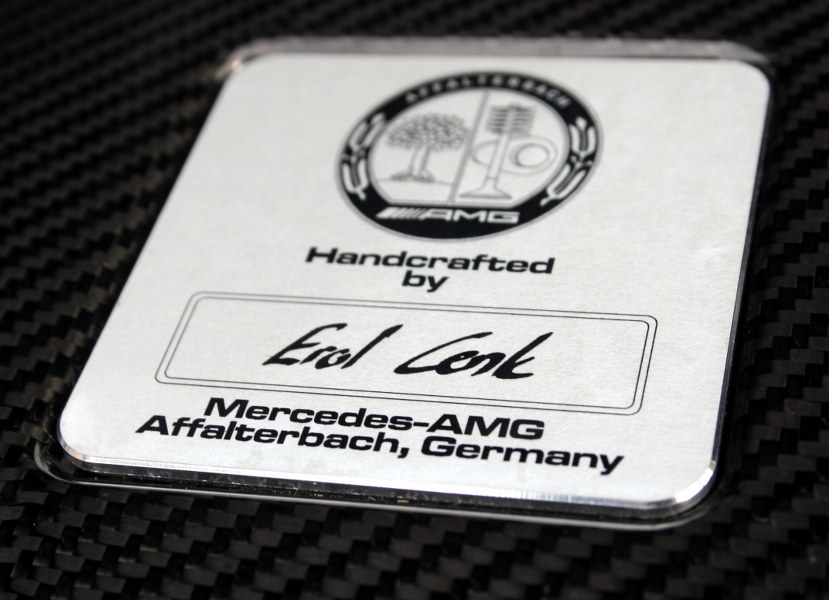 AFFALTERBACH
AMG
Handcrafted
by
Erol Cenk
Mercedes-AMG
Affalterbach, Germany